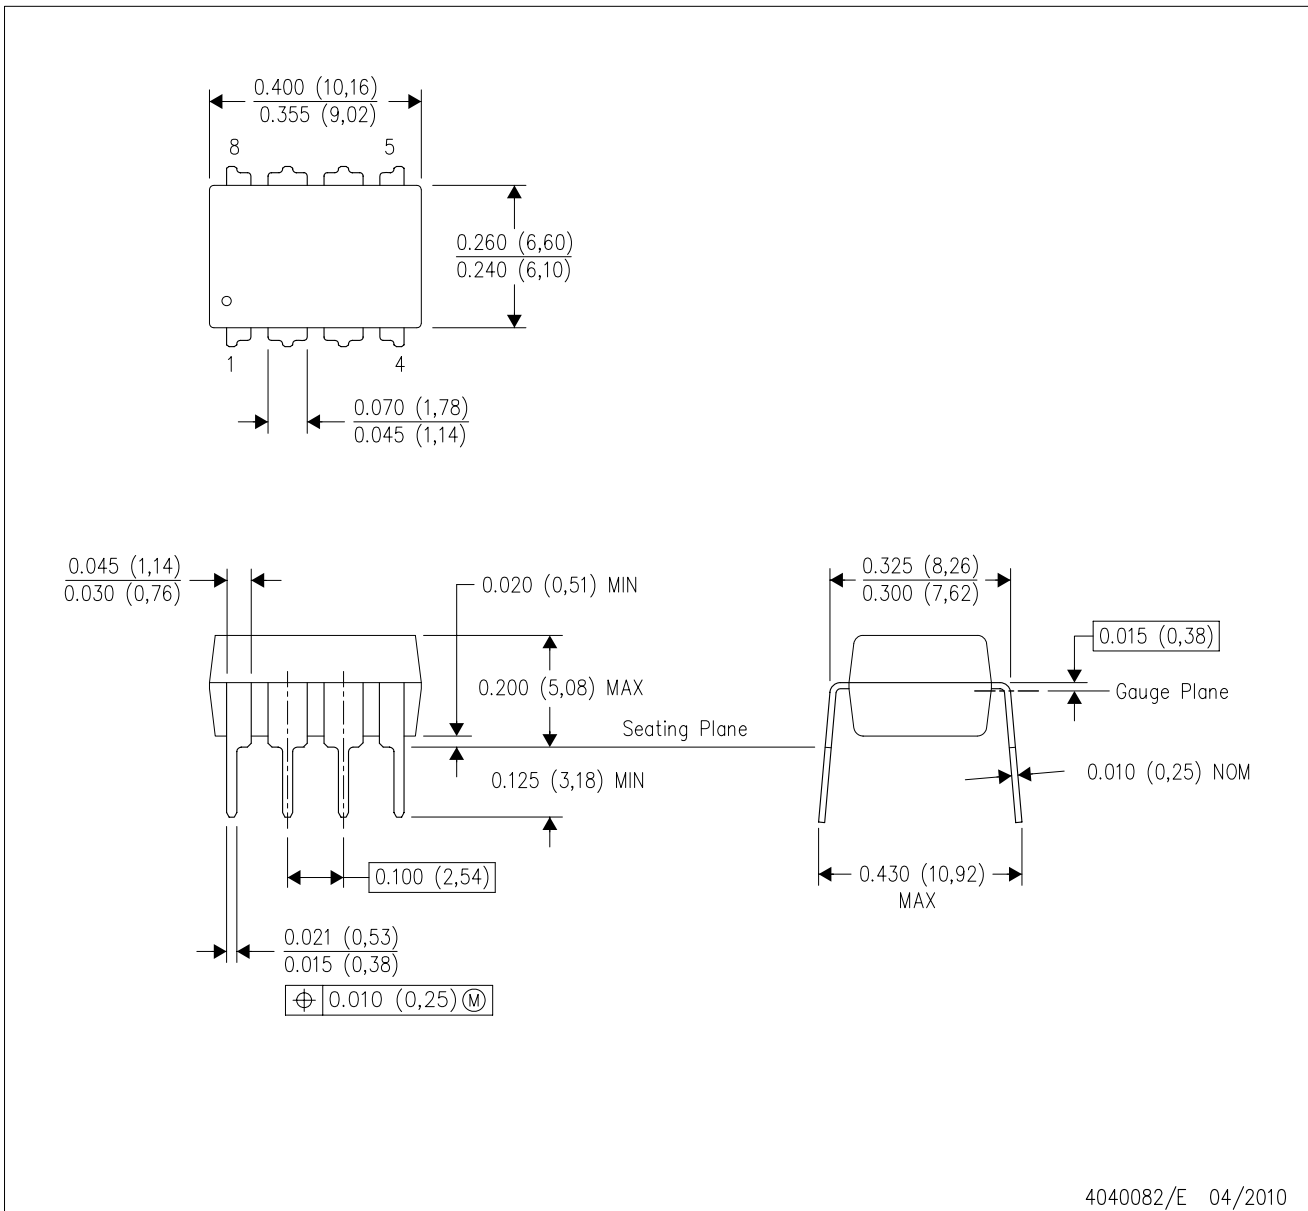 0.400 (10,16)
0.355 (9,02)
8
5
0.260 (6,60)
0.240 (6,10)
1
4
0.070 (1,78)
0.045 (1,14)
0.045 (1,14)
0.030 (0,76)
0.020 (0,51) MIN
0.325 (8,26)
0.300 (7,62)
0.015 (0,38)
0.200 (5,08) MAX
Gauge Plane
Seating Plane
0.125 (3,18) MIN
0.010 (0,25) NOM
0.100 (2,54)
0.430 (10,92)
MAX
0.021 (0,53)
0.015 (0,38)
⌖ 0.010 (0,25) Ⓜ
4040082/E 04/2010